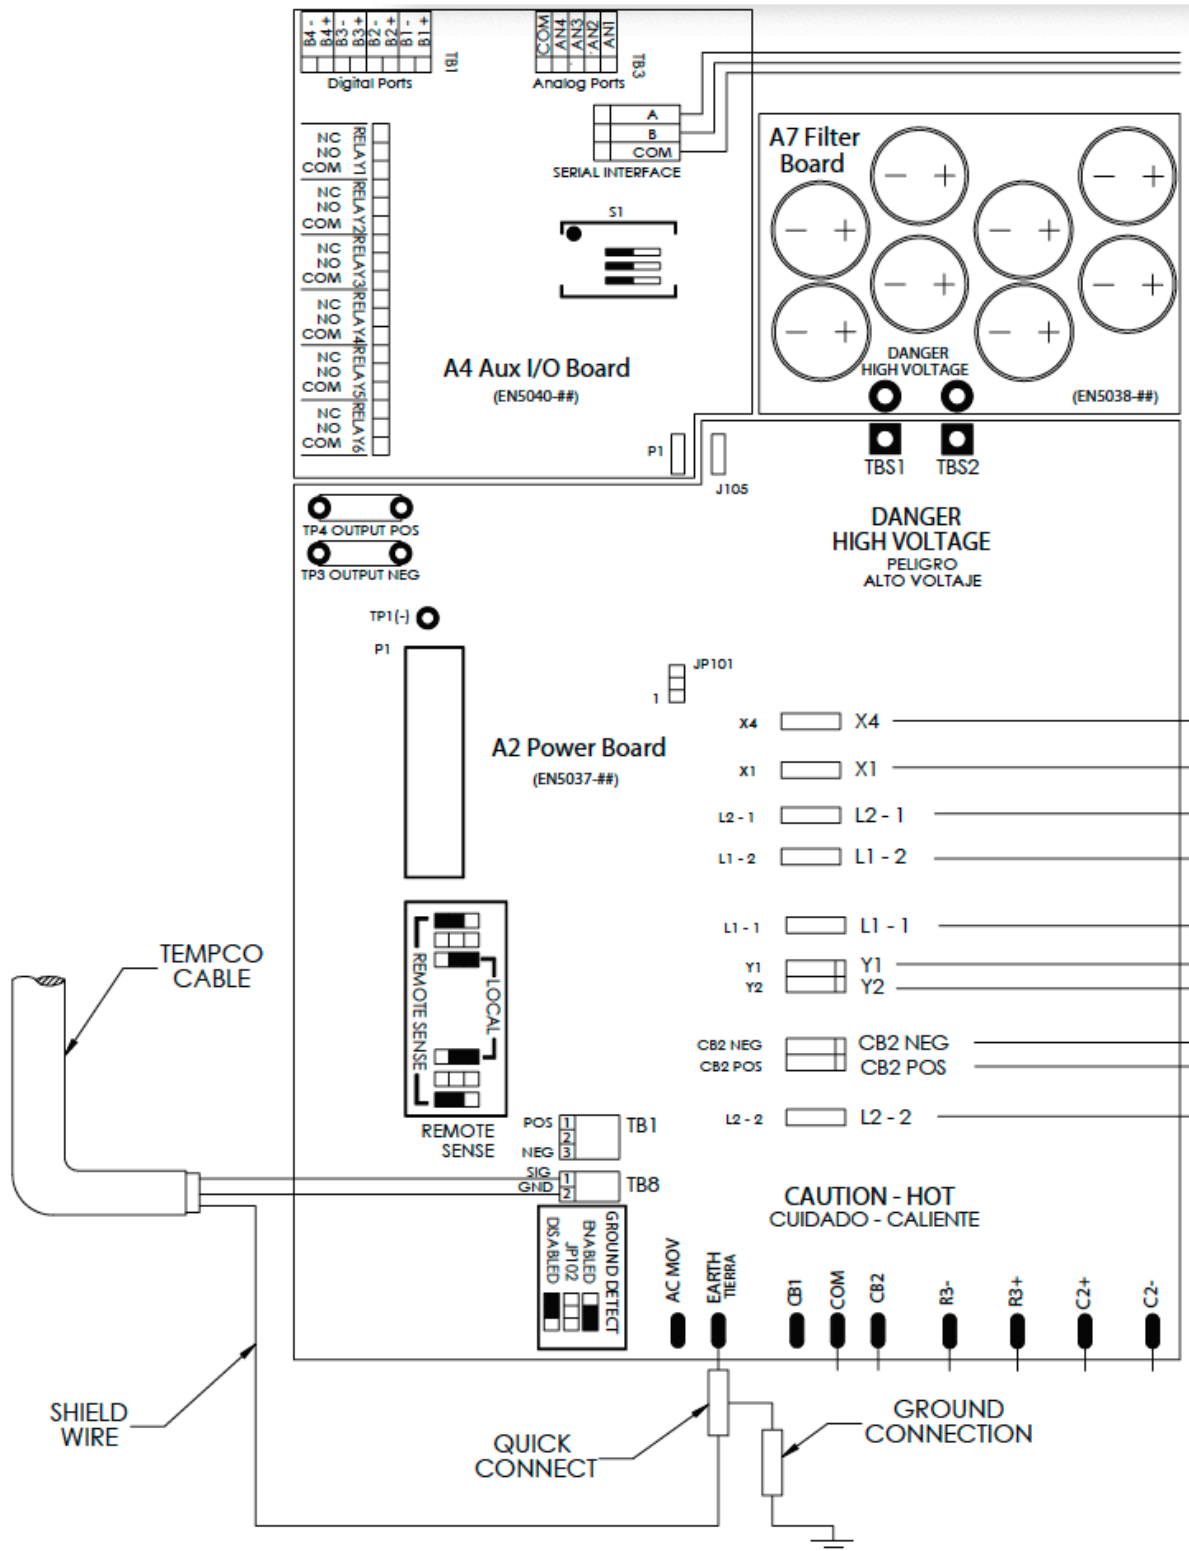 B4 -
B4 +
B3 -
B3 +
B2 -
B2 +
B1 -
B1 +
TB1
Digital Ports
COM
AN4
AN3
AN2
AN1
TB3
Analog Ports
A
B
COM
SERIAL INTERFACE
A7 Filter
Board
- +
- +
- +
- +
- +
- +
- +
- +
DANGER
HIGH VOLTAGE
(EN5038-##)
NC
NO
COM
RELAY1
NC
NO
COM
RELAY2
NC
NO
COM
RELAY3
NC
NO
COM
RELAY4
NC
NO
COM
RELAY5
NC
NO
COM
RELAY6
S1
A4 Aux I/O Board
(EN5040-##)
P1
J105
TBS1
TBS2
TP4 OUTPUT POS
TP3 OUTPUT NEG
DANGER
HIGH VOLTAGE
PELIGRO
ALTO VOLTAJE
TP1(-)
P1
JP101
1
A2 Power Board
(EN5037-##)
X4 X4
X1 X1
L2 - 1 L2 - 1
L1 - 2 L1 - 2
L1 - 1 L1 - 1
Y1 Y1
Y2 Y2
CB2 NEG CB2 NEG
CB2 POS CB2 POS
L2 - 2 L2 - 2
TEMPCO
CABLE
REMOTE SENSE
LOCAL
REMOTE
SENSE
POS 1 TB1
2
NEG 3
SIG 1 TB8
GND 2
GROUND DETECT
ENABLED
JP102
DISABLED
CAUTION - HOT
CUIDADO - CALIENTE
AC MOV
EARTH
TIERRA
CB1
COM
CB2
R3-
R3+
C2+
C2-
SHIELD
WIRE
QUICK
CONNECT
GROUND
CONNECTION